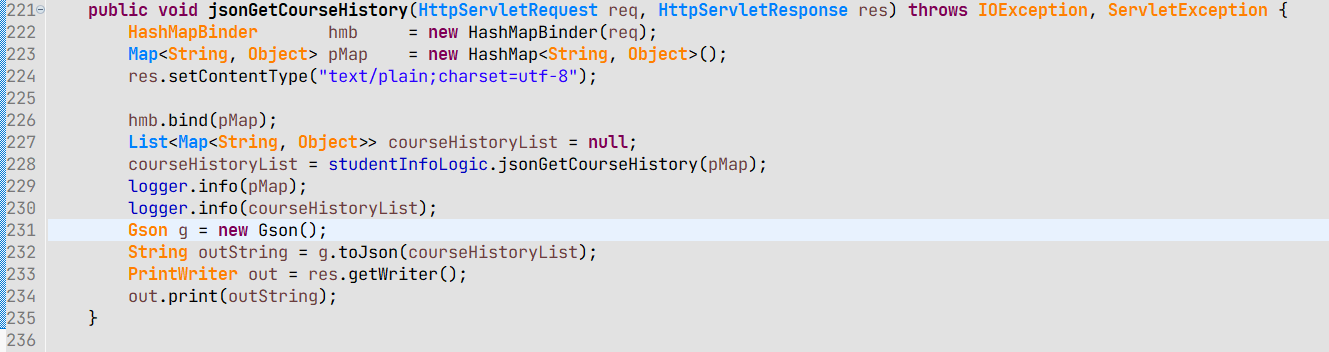 221 public void jsonGetCourseHistory(HttpServletRequest req, HttpServletResponse res) throws IOException, ServletException {
222 HashMapBinder hmb = new HashMapBinder(req);
223 Map<String, Object> pMap = new HashMap<String, Object>();
224 res.setContentType("text/plain;charset=utf-8");
225
226 hmb.bind(pMap);
227 List<Map<String, Object>> courseHistoryList = null;
228 courseHistoryList = studentInfoLogic.jsonGetCourseHistory(pMap);
229 logger.info(pMap);
230 logger.info(courseHistoryList);
231 Gson g = new Gson();
232 String outString = g.toJson(courseHistoryList);
233 PrintWriter out = res.getWriter();
234 out.print(outString);
235 }
236